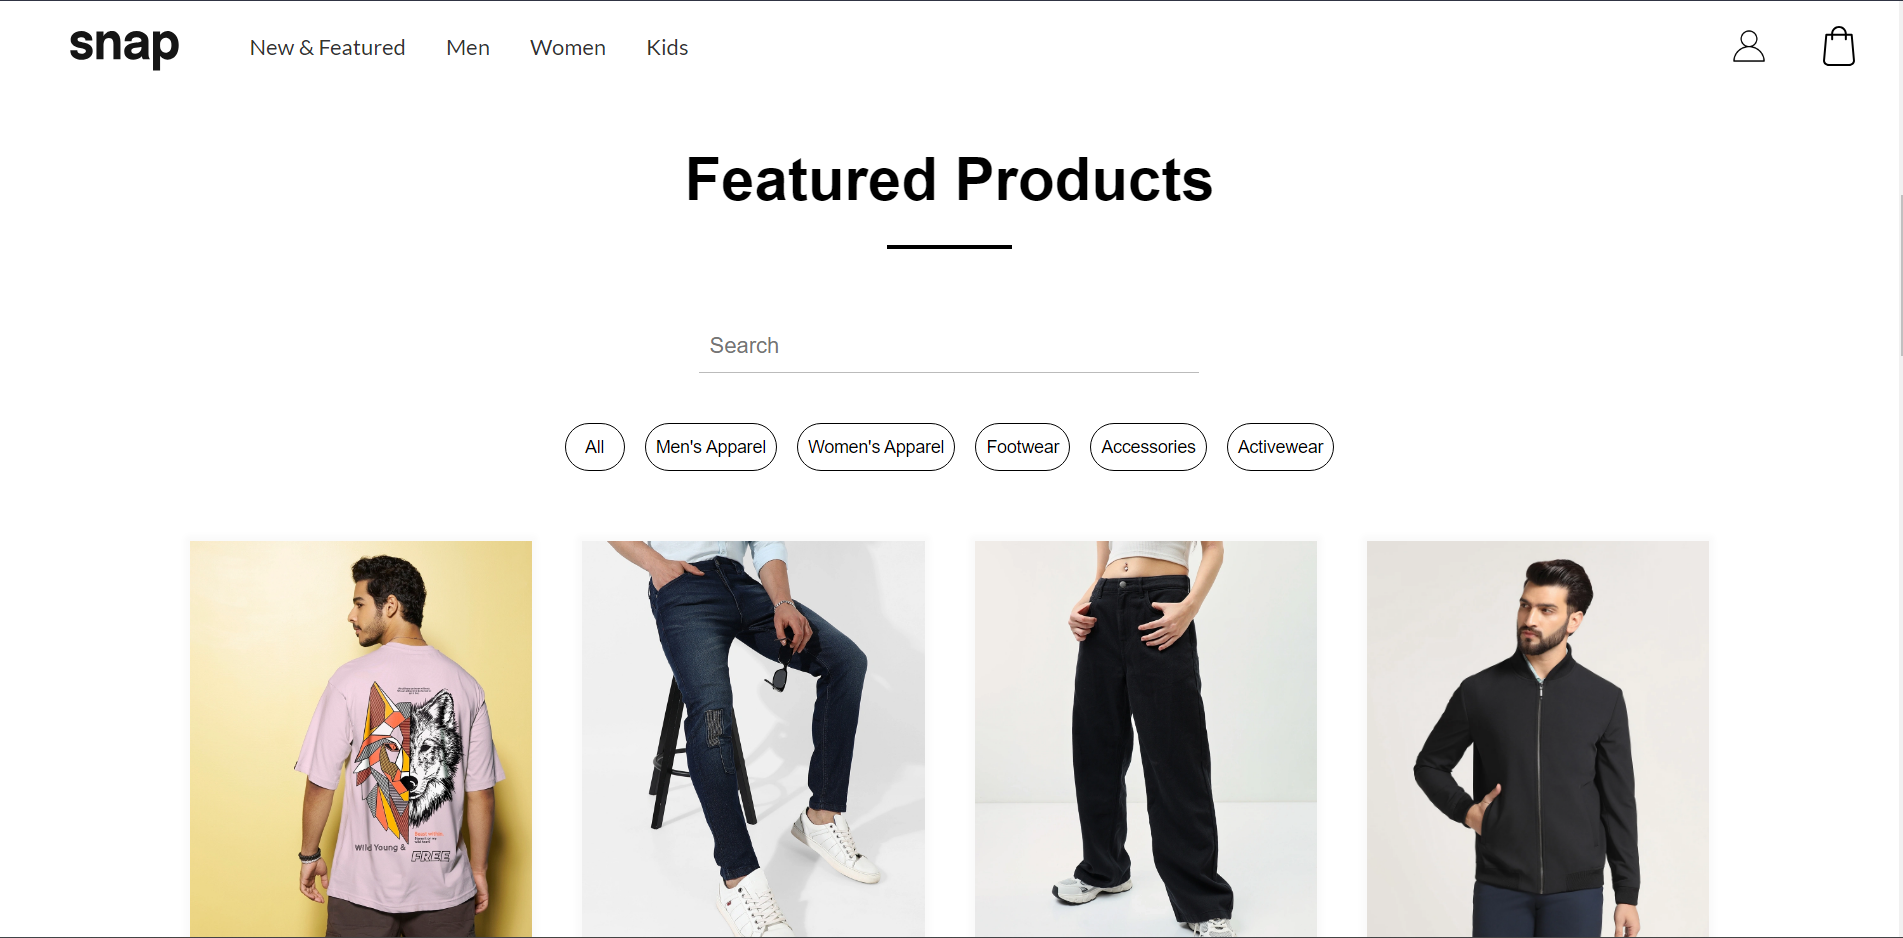 snap
New & Featured
Men
Women
Kids
Featured Products
Search
All
Men's Apparel
Women's Apparel
Footwear
Accessories
Activewear
Wild Young &
FREE